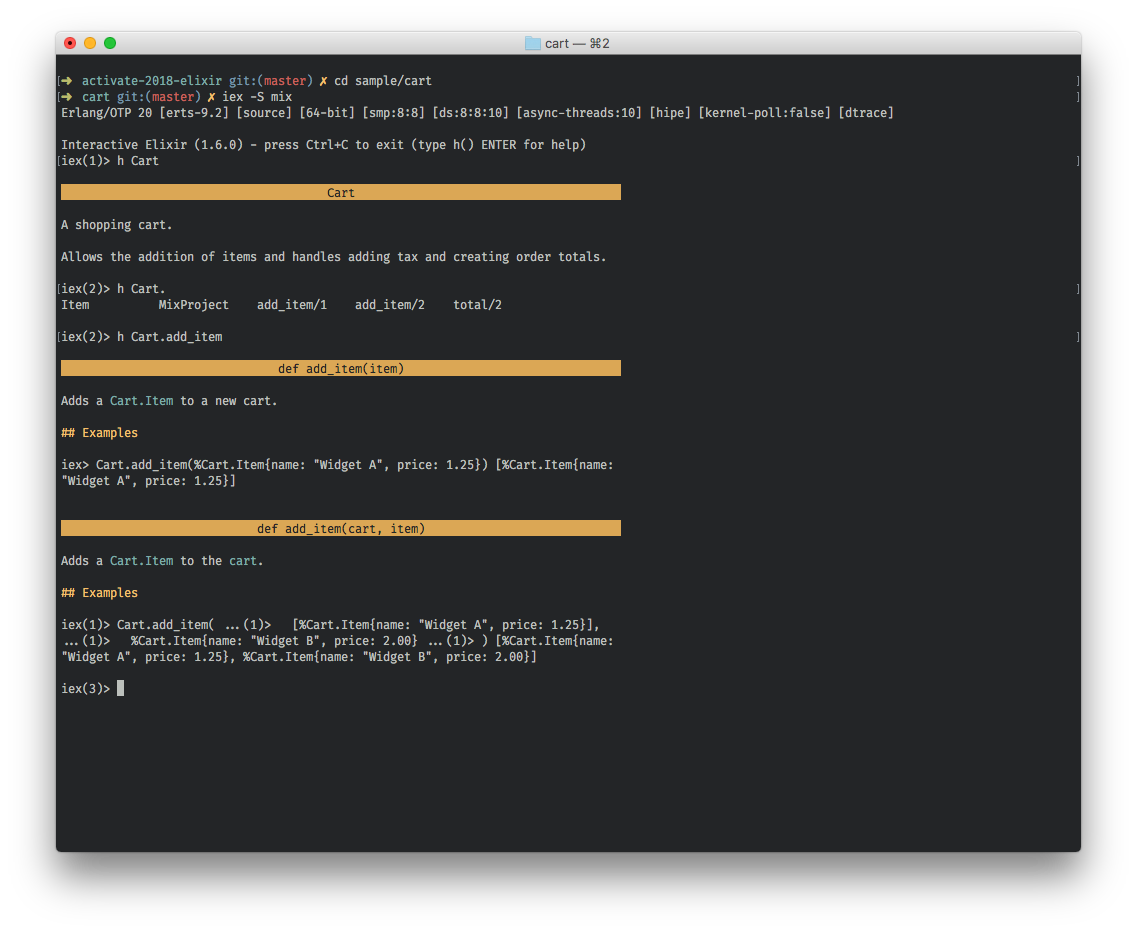 cart — ⌘2
[➜ activate-2018-elixir git:(master) ✗ cd sample/cart ]
[➜ cart git:(master) ✗ iex -S mix ]
Erlang/OTP 20 [erts-9.2] [source] [64-bit] [smp:8:8] [ds:8:8:10] [async-threads:10] [hipe] [kernel-poll:false] [dtrace]
Interactive Elixir (1.6.0) - press Ctrl+C to exit (type h() ENTER for help)
[iex(1)> h Cart ]
Cart
A shopping cart.
Allows the addition of items and handles adding tax and creating order totals.
[iex(2)> h Cart. ]
Item MixProject add_item/1 add_item/2 total/2
[iex(2)> h Cart.add_item ]
def add_item(item)
Adds a Cart.Item to a new cart.
## Examples
iex> Cart.add_item(%Cart.Item{name: "Widget A", price: 1.25}) [%Cart.Item{name:
"Widget A", price: 1.25}]
def add_item(cart, item)
Adds a Cart.Item to the cart.
## Examples
iex(1)> Cart.add_item( ...(1)> [%Cart.Item{name: "Widget A", price: 1.25}],
...(1)> %Cart.Item{name: "Widget B", price: 2.00} ...(1)> ) [%Cart.Item{name:
"Widget A", price: 1.25}, %Cart.Item{name: "Widget B", price: 2.00}]
iex(3)>